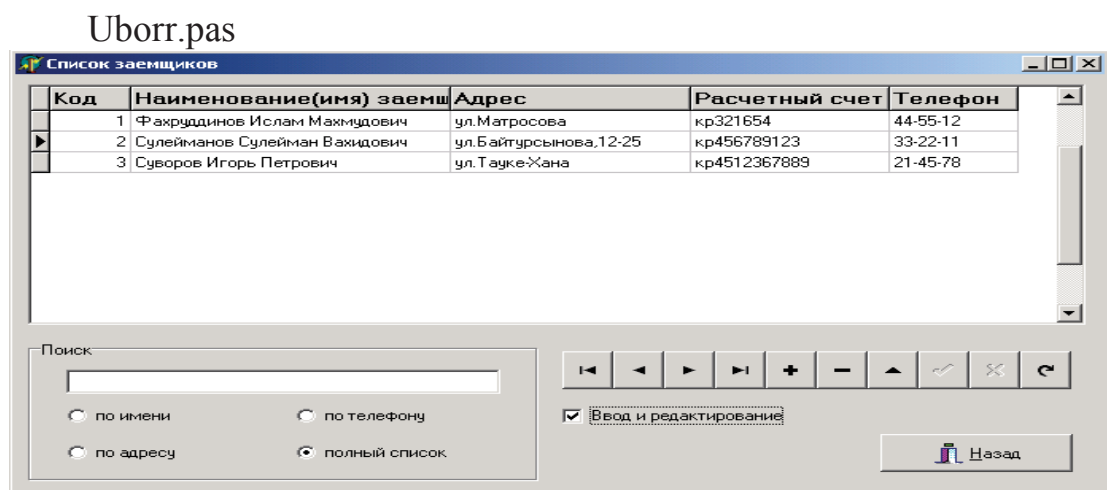 Uborr.pas
Список заемщиков
Код Наименование(имя) заемщ Адрес Расчетный счет Телефон
1 Фахруддинов Ислам Махмудович ул.Матросова кр321654 44-55-12
2 Сулейманов Сулейман Вахидович ул.Байтурсынова,12-25 кр456789123 33-22-11
3 Суворов Игорь Петрович ул.Тауке-Хана кр4512367889 21-45-78
Поиск
по имени по телефону
по адресу полный список
Ввод и редактирование
Назад